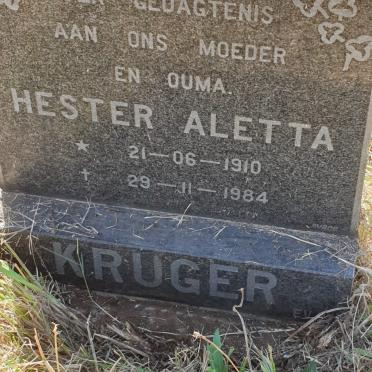 GEDAGTENIS
AAN ONS MOEDER
EN OUMA.
HESTER ALETTA
* 21-06-1910
† 29-11-1984
KRUGER